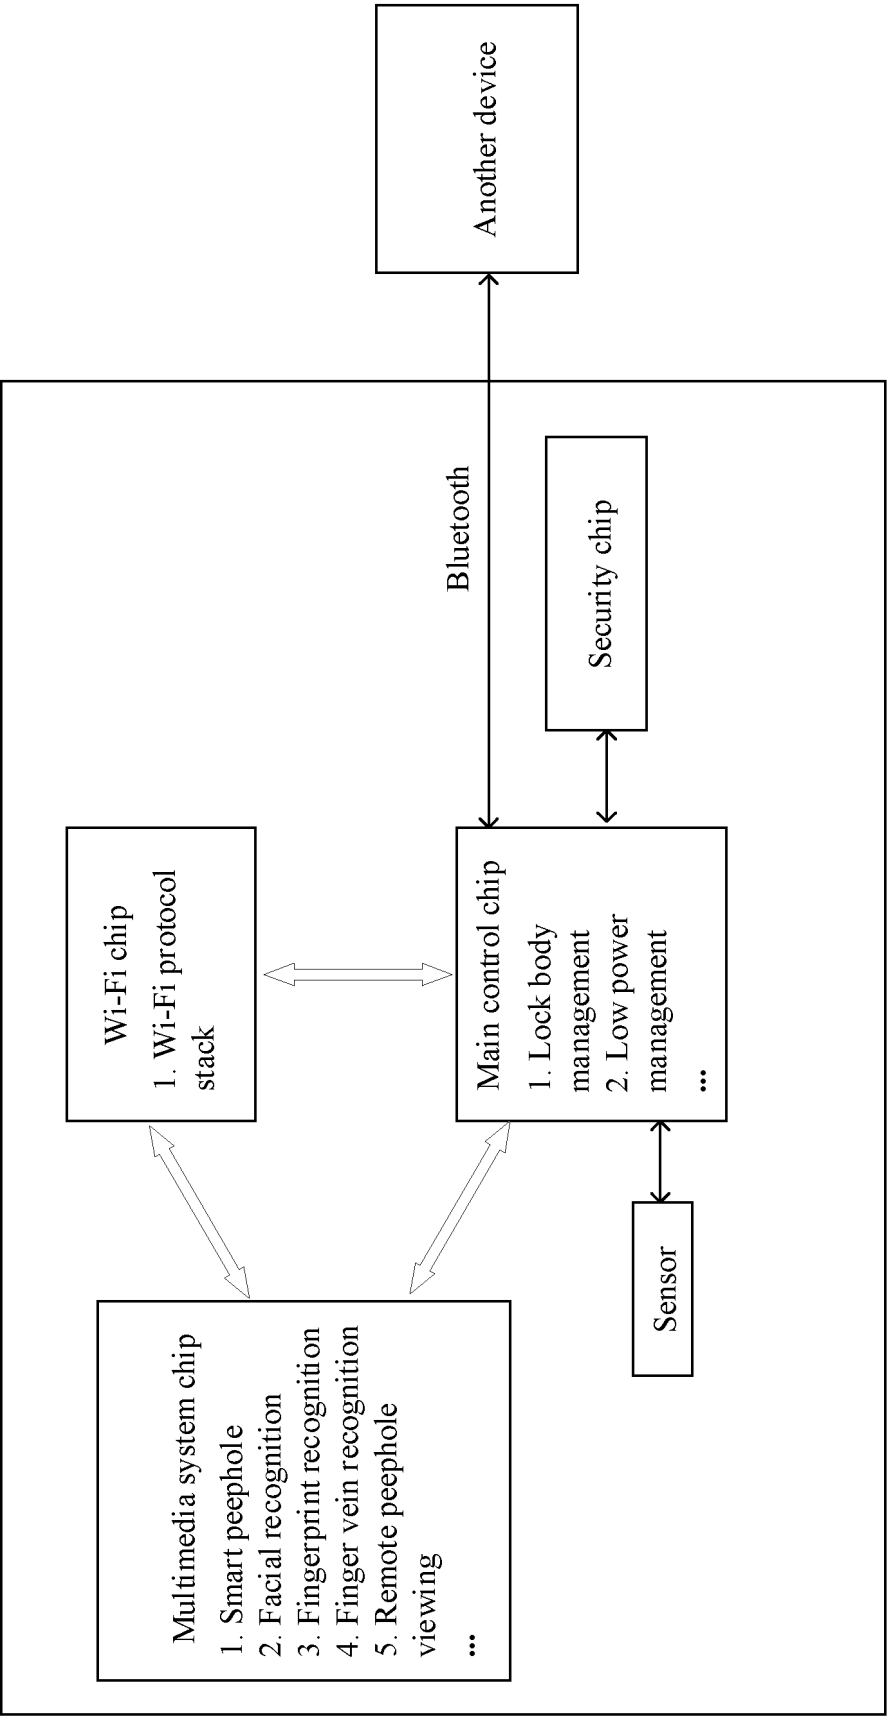 Multimedia system chip
1. Smart peephole
2. Facial recognition
3. Fingerprint recognition
4. Finger vein recognition
5. Remote peephole
viewing
...
Wi-Fi chip
1. Wi-Fi protocol
stack
Sensor
Main control chip
1. Lock body
management
2. Low power
management
...
Bluetooth
Security chip
Another device